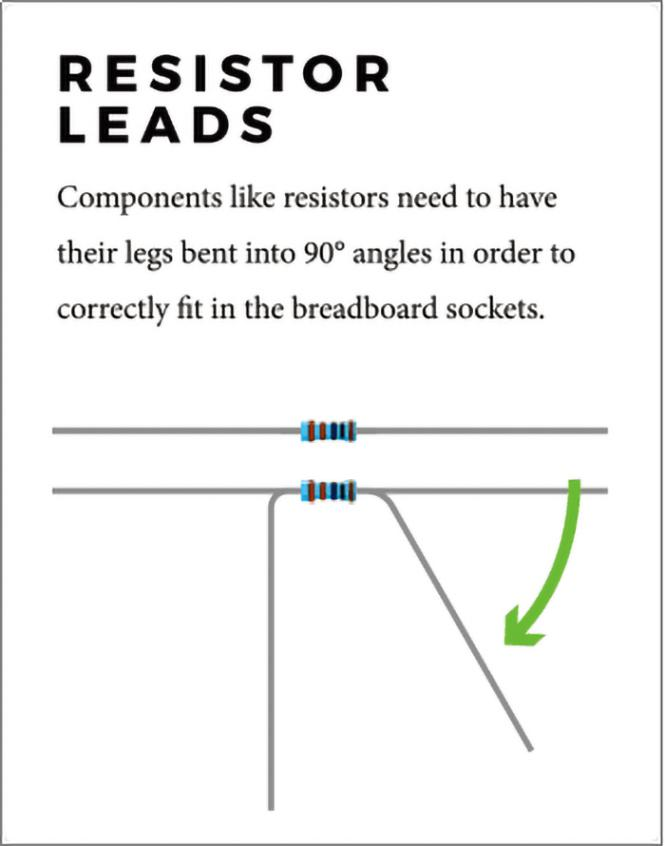 RESISTOR
LEADS
Components like resistors need to have
their legs bent into 90° angles in order to
correctly fit in the breadboard sockets.